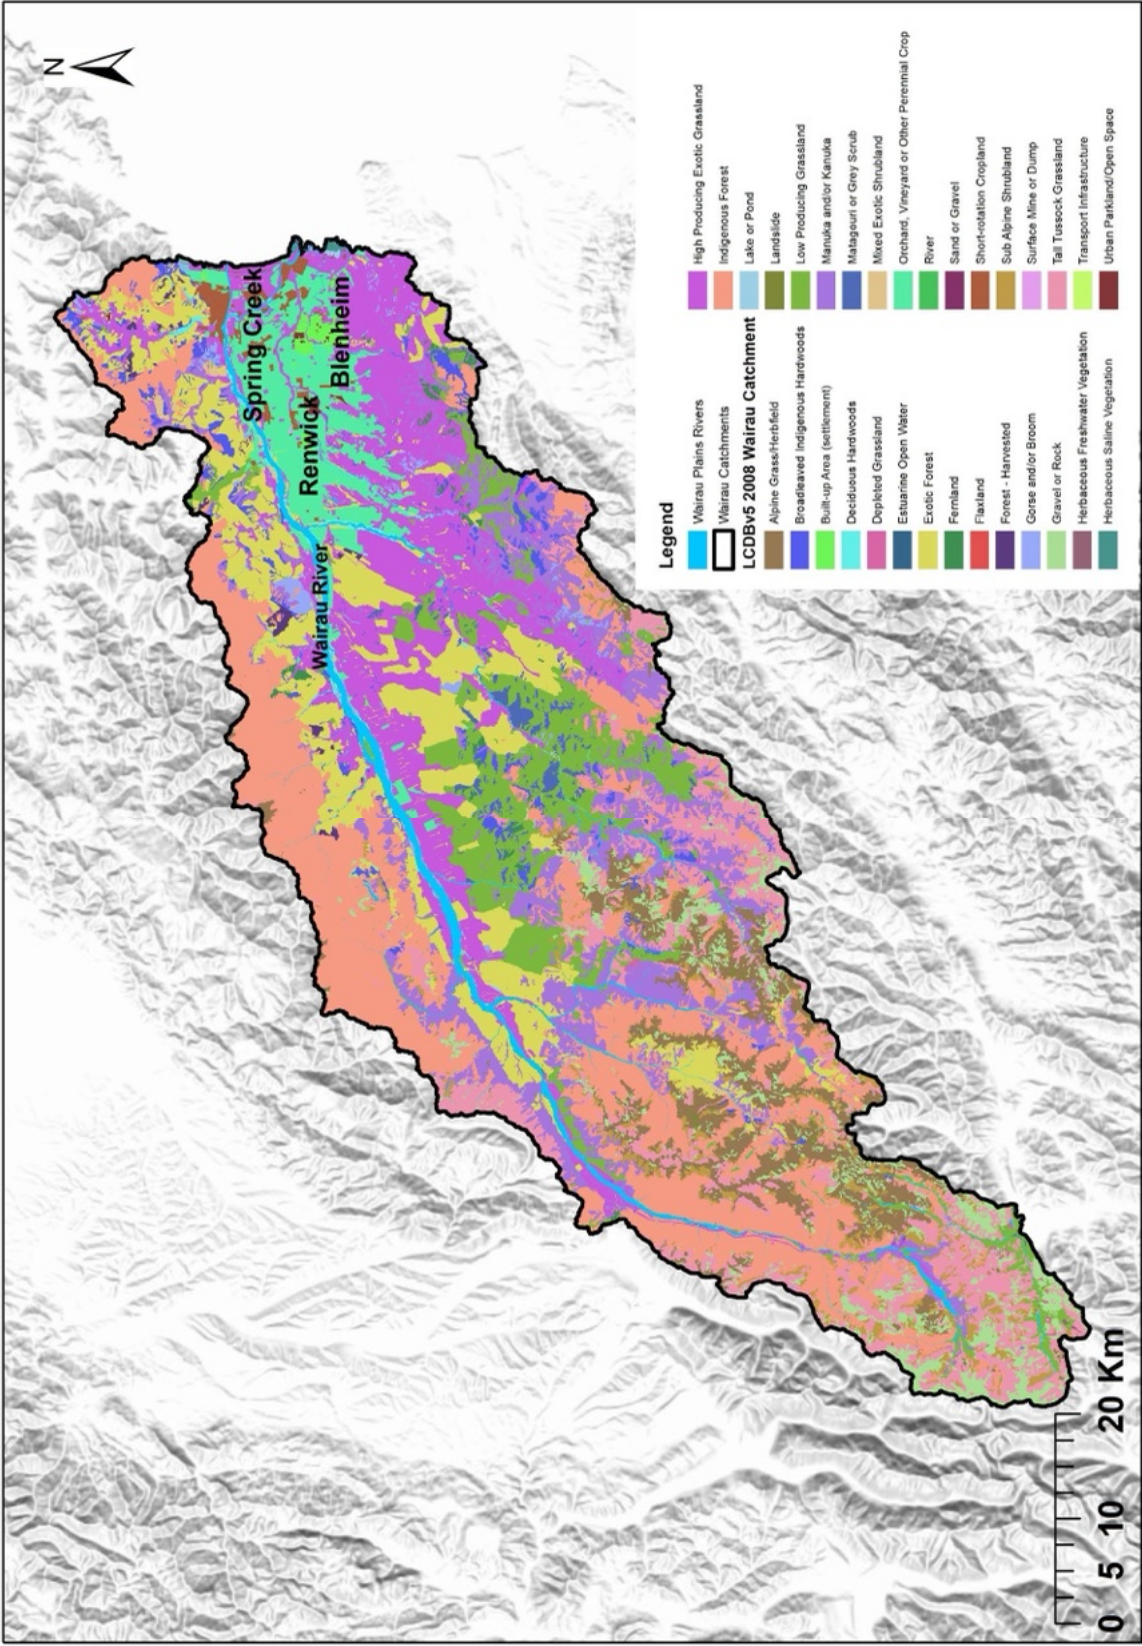 N
Spring Creek
Renwick
Blenheim
Wairau River
0 5 10 20 Km
Legend
Wairau Plains Rivers
Wairau Catchments
LCDBv5 2008 Wairau Catchment
Alpine Grass/Herbfield
Broadleaved Indigenous Hardwoods
Built-up Area (settlement)
Deciduous Hardwoods
Depleted Grassland
Estuarine Open Water
Exotic Forest
Fernland
Flaxland
Forest - Harvested
Gorse and/or Broom
Gravel or Rock
Herbaceous Freshwater Vegetation
Herbaceous Saline Vegetation
High Producing Exotic Grassland
Indigenous Forest
Lake or Pond
Landslide
Low Producing Grassland
Manuka and/or Kanuka
Matagouri or Grey Scrub
Mixed Exotic Shrubland
Orchard, Vineyard or Other Perennial Crop
River
Sand or Gravel
Short-rotation Cropland
Sub Alpine Shrubland
Surface Mine or Dump
Tall Tussock Grassland
Transport Infrastructure
Urban Parkland/Open Space